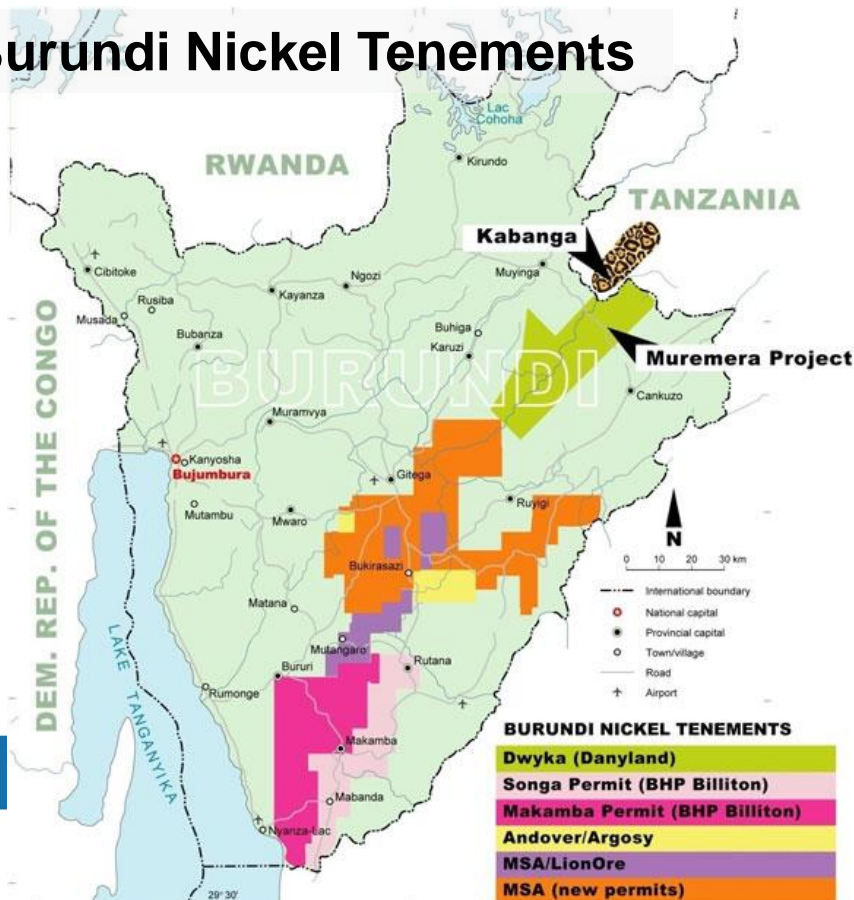 Burundi Nickel Tenements
Lac
Cohoha
Kirundo
RWANDA
TANZANIA
Kabanga
Muyinga
Cibitoke
Ngozi
Kayanza
Rusiba
Musada
Buhiga
Bubanza
Karuzi
Muremera Project
BURUNDI
Cankuzo
Muramvya
DEM. REP. OF THE CONGO
Kanyosha
Bujumbura
Gitega
Ruyigi
Mutambu
Mwaro
N
0 10 20 30 km
Bukirasazi
International boundary
National capital
Matana
Provincial capital
Mutangaro
Town/village
Rutana
Bururi
Road
Rumonge
Airport
LAKE TANGANYIKA
Makamba
Mabanda
Nyanza-Lac
29° 30'
BURUNDI NICKEL TENEMENTS
Dwyka (Danyland)
Songa Permit (BHP Billiton)
Makamba Permit (BHP Billiton)
Andover/Argosy
MSA/LionOre
MSA (new permits)